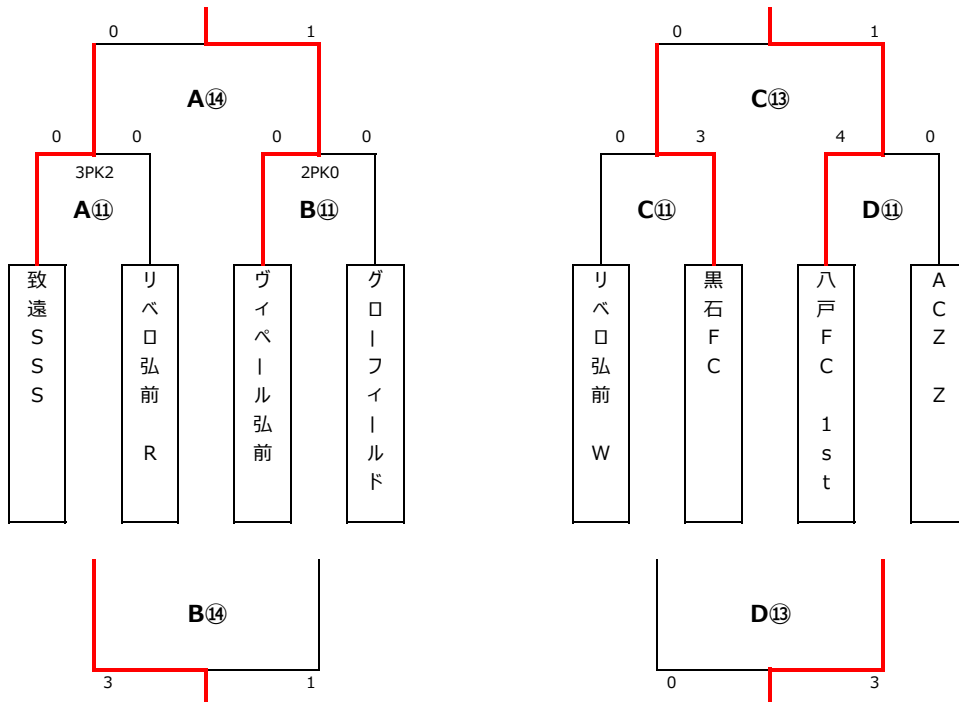 0 1 0 1
A⑭ C⑬
0 0 0 0 0 3 4 0
3PK2 2PK0
A⑪ B⑪ C⑪ D⑪
致遠SSS
リベロ弘前 R
ヴィペール弘前
グローフィールド
リベロ弘前 W
黒石FC
八戸FC 1st
ACZ Z
B⑭ D⑬
3 1 0 3